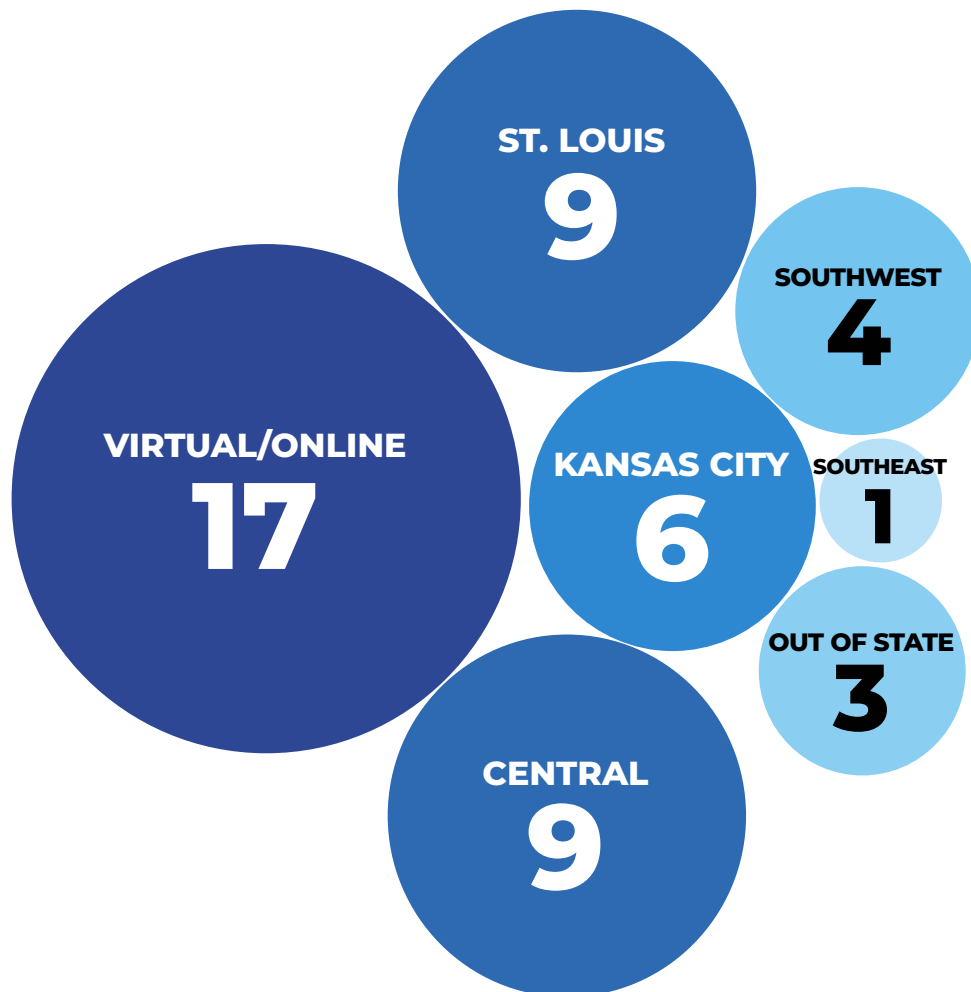 ST. LOUIS
9
SOUTHWEST
4
VIRTUAL/ONLINE
17
KANSAS CITY
6
SOUTHEAST
1
OUT OF STATE
3
CENTRAL
9